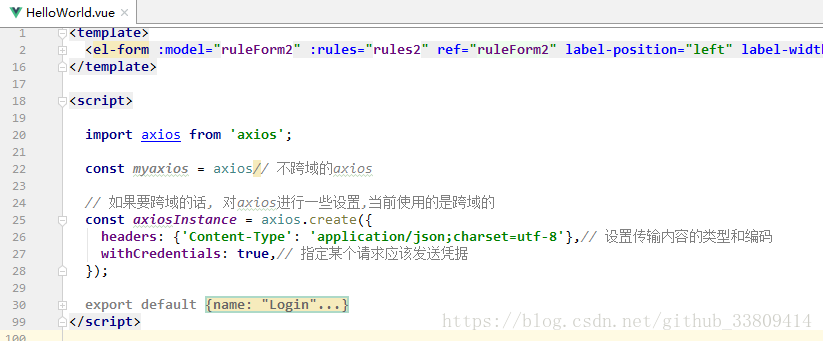 HelloWorld.vue
1 <template>
2 <el-form :model="ruleForm2" :rules="rules2" ref="ruleForm2" label-position="left" label-width
16 </template>
17
18 <script>
19
20 import axios from 'axios';
21
22 const myaxios = axios// 不跨域的axios
23
24 // 如果要跨域的话, 对axios进行一些设置,当前使用的是跨域的
25 const axiosInstance = axios.create({
26 headers: {'Content-Type': 'application/json;charset=utf-8'},// 设置传输内容的类型和编码
27 withCredentials: true,// 指定某个请求应该发送凭据
28 });
29
30 export default {name: "Login"...}
99 </script>
100
https://blog.csdn.net/github_33809414